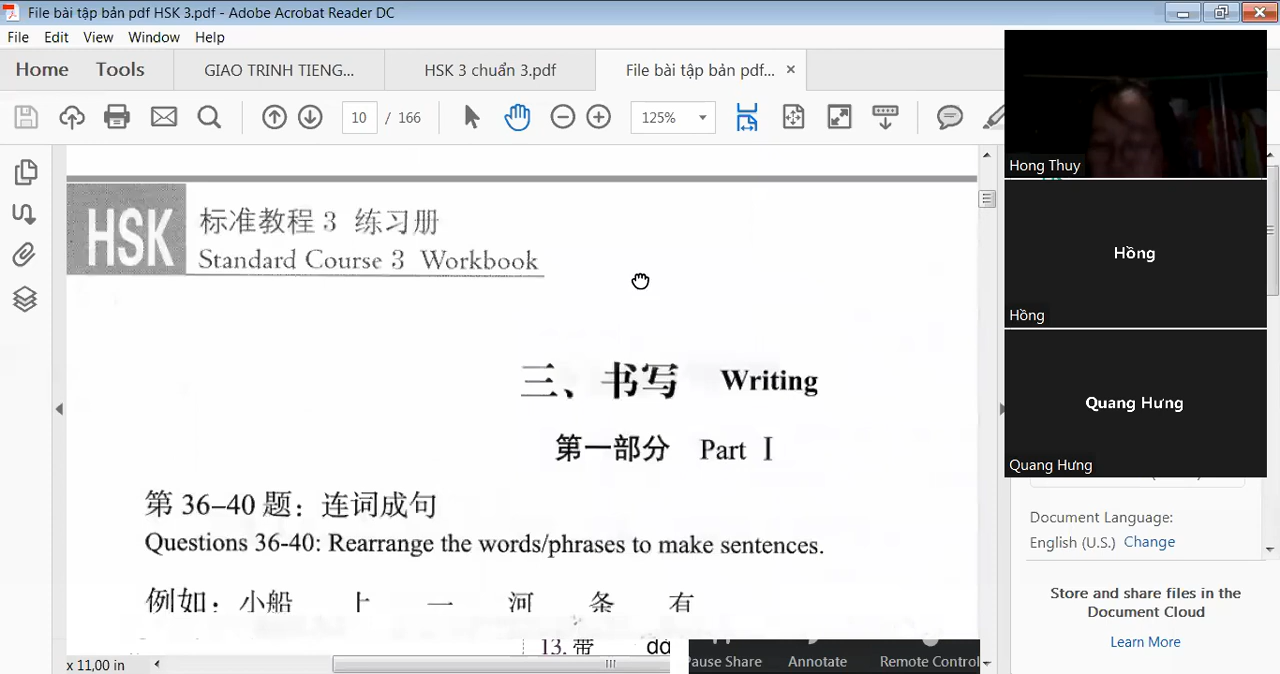 File bài tập bản pdf HSK 3.pdf - Adobe Acrobat Reader DC
File Edit View Window Help
Home Tools GIAO TRINH TIENG... HSK 3 chuẩn 3.pdf File bài tập bản pdf... ×
10 / 166 125%
HSK 标准教程 3 练习册
Standard Course 3 Workbook
三、书写 Writing
第一部分 Part Ⅰ
第 36–40 题：连词成句
Questions 36-40: Rearrange the words/phrases to make sentences.
例如：小船 上 一 河 条 有
13. 带
x 11,00 in
Pause Share Annotate Remote Control
Hong Thuy
Hồng
Hồng
Quang Hưng
Quang Hưng
Document Language:
English (U.S.) Change
Store and share files in the
Document Cloud
Learn More